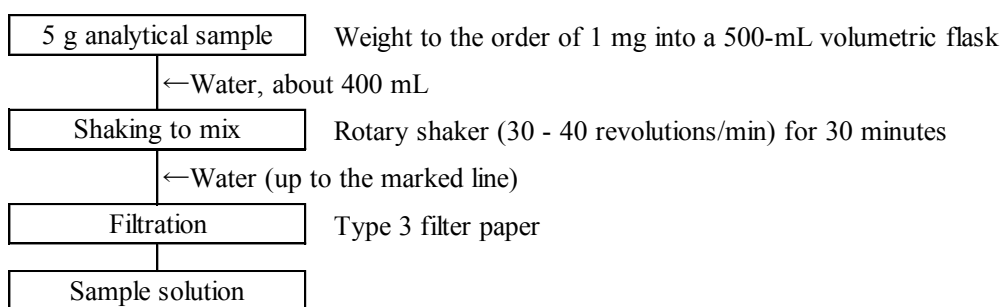 5 g analytical sample Weight to the order of 1 mg into a 500-mL volumetric flask
←Water, about 400 mL
Shaking to mix Rotary shaker (30 - 40 revolutions/min) for 30 minutes
←Water (up to the marked line)
Filtration Type 3 filter paper
Sample solution